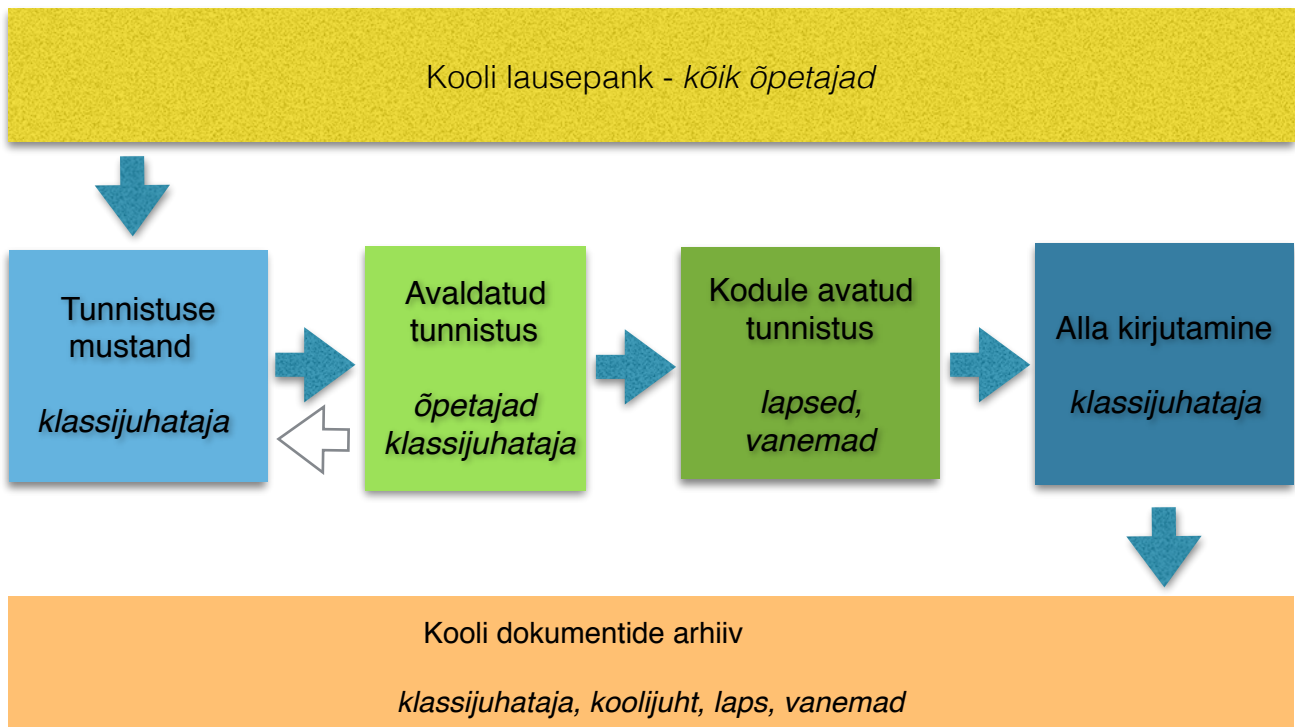 Kooli lausepank - kõik õpetajad
Tunnistuse
mustand
klassijuhataja
Avaldatud
tunnistus
õpetajad
klassijuhataja
Kodule avatud
tunnistus
lapsed,
vanemad
Alla kirjutamine
klassijuhataja
Kooli dokumentide arhiiv
klassijuhataja, koolijuht, laps, vanemad